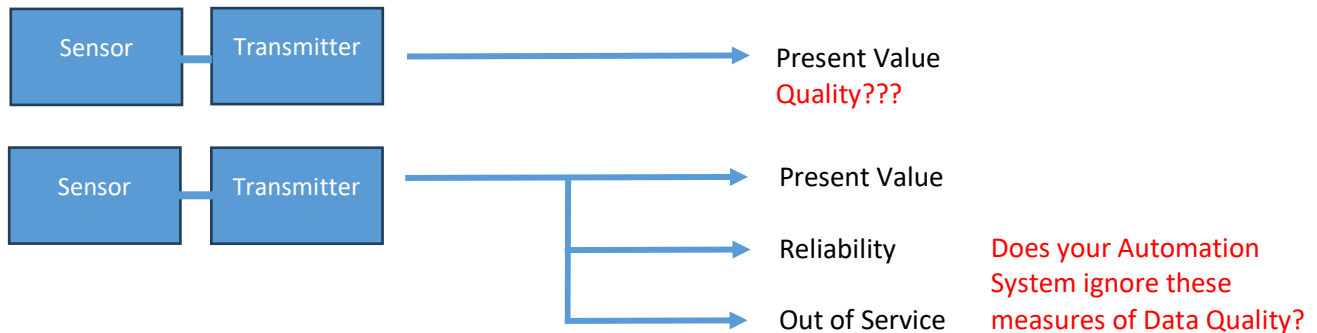 Sensor
Transmitter
Present Value
Quality???
Sensor
Transmitter
Present Value
Reliability
Out of Service
Does your Automation
System ignore these
measures of Data Quality?